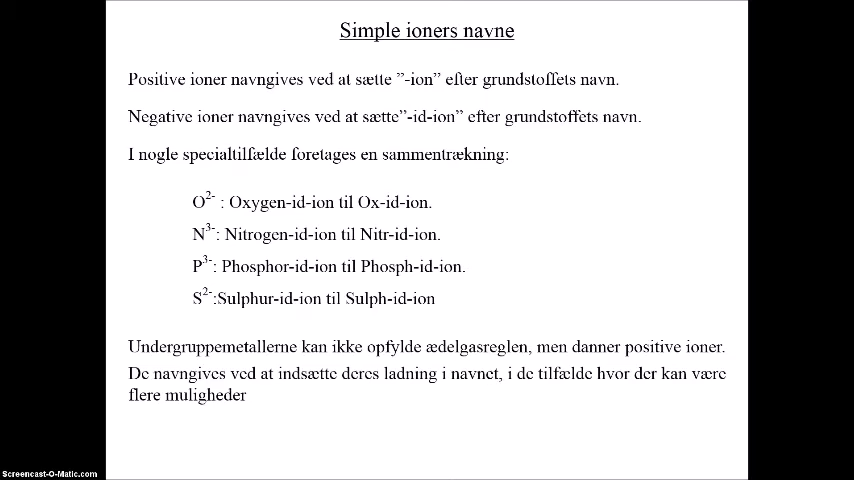 Simple ioners navne
Positive ioner navngives ved at sætte ”-ion” efter grundstoffets navn.
Negative ioner navngives ved at sætte”-id-ion” efter grundstoffets navn.
I nogle specialtilfælde foretages en sammentrækning:
O²⁻ : Oxygen-id-ion til Ox-id-ion.
N³⁻: Nitrogen-id-ion til Nitr-id-ion.
P³⁻: Phosphor-id-ion til Phosph-id-ion.
S²⁻:Sulphur-id-ion til Sulph-id-ion
Undergruppemetallerne kan ikke opfylde ædelgasreglen, men danner positive ioner.
De navngives ved at indsætte deres ladning i navnet, i de tilfælde hvor der kan være
flere muligheder
Screencast-O-Matic.com